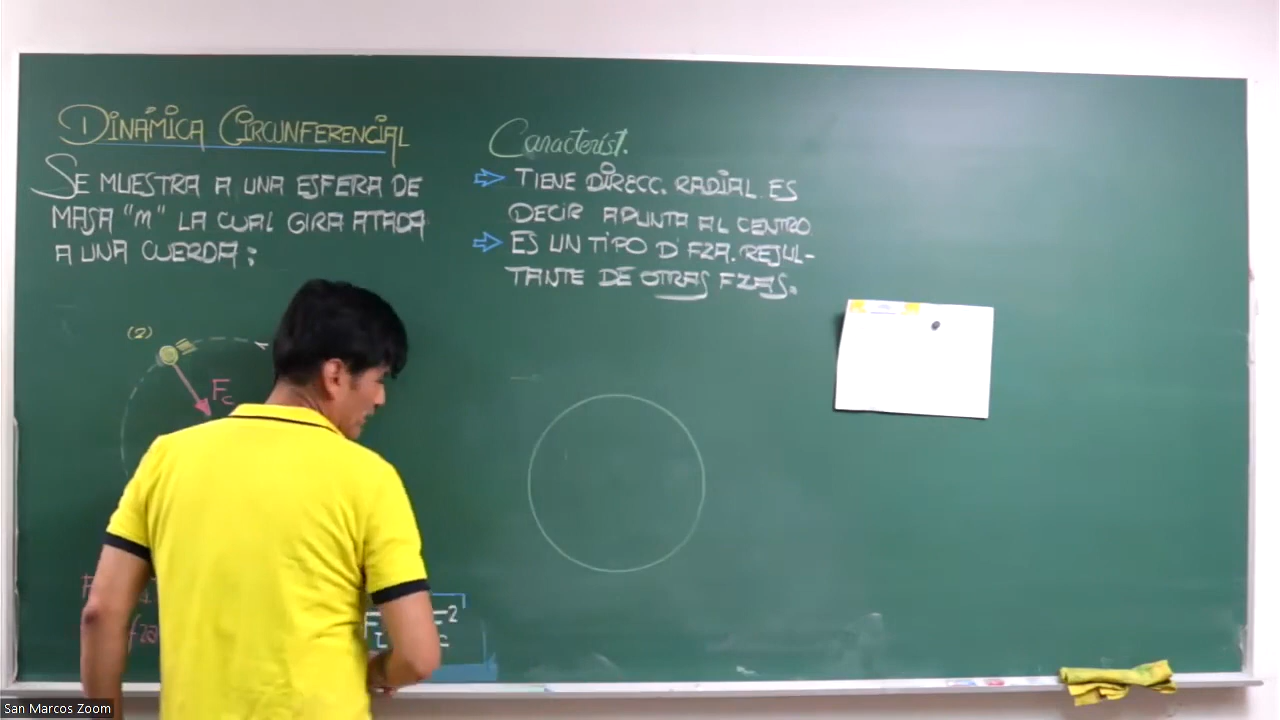 DINÁMICA CIRCUNFERENCIAL
SE MUESTRA A UNA ESFERA DE
MASA "m" LA CUAL GIRA ATADA
A UNA CUERDA:
(2)
Fc
Característ.
⇒ TIENE DIRECC. RADIAL. ES
DECIR APUNTA AL CENTRO
⇒ ES UN TIPO D' FZA. RESUL-
TANTE DE OTRAS FZAS.
San Marcos Zoom